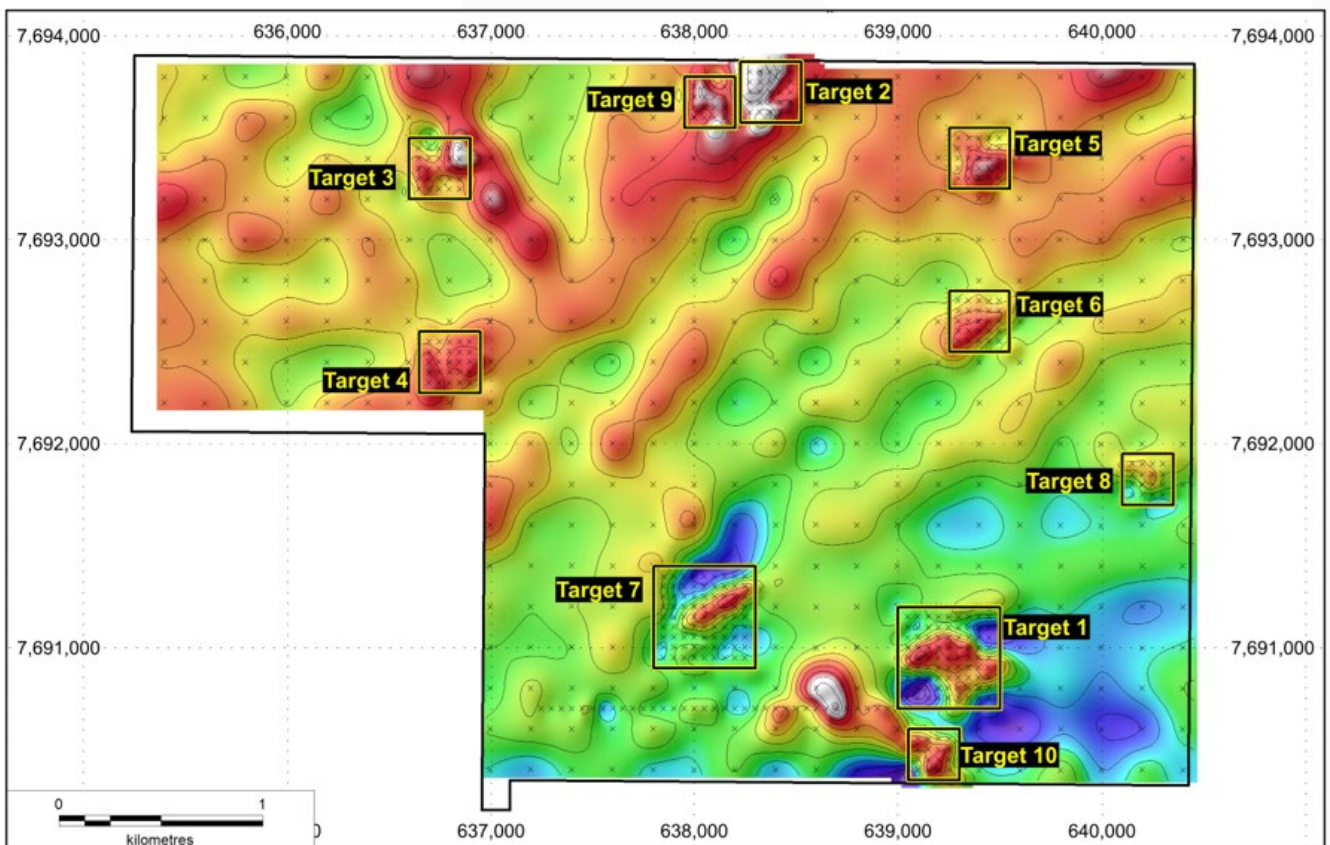 636,000 637,000 638,000 639,000 640,000
7,694,000 7,694,000
Target 9 Target 2
Target 5
Target 3
7,693,000 7,693,000
Target 6
Target 4
7,692,000 7,692,000
Target 8
Target 7
Target 1
7,691,000 7,691,000
Target 10
0 1
kilometres
0 637,000 638,000 639,000 640,000